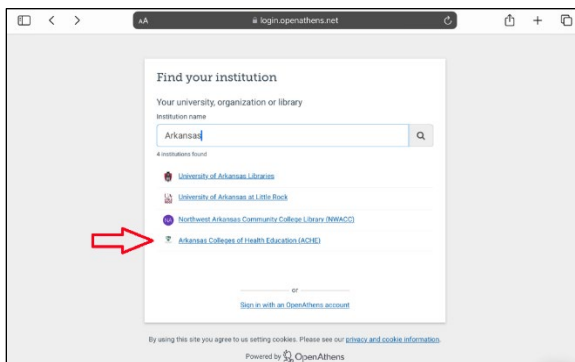 AA
login.openathens.net
Find your institution
Your university, organization or library
Institution name
Arkansas
4 institutions found
University of Arkansas Libraries
University of Arkansas at Little Rock
NA
Northwest Arkansas Community College Library (NWACC)
Arkansas Colleges of Health Education (ACHE)
or
Sign in with an OpenAthens account
By using this site you agree to us setting cookies. Please see our privacy and cookie information.
Powered by OpenAthens